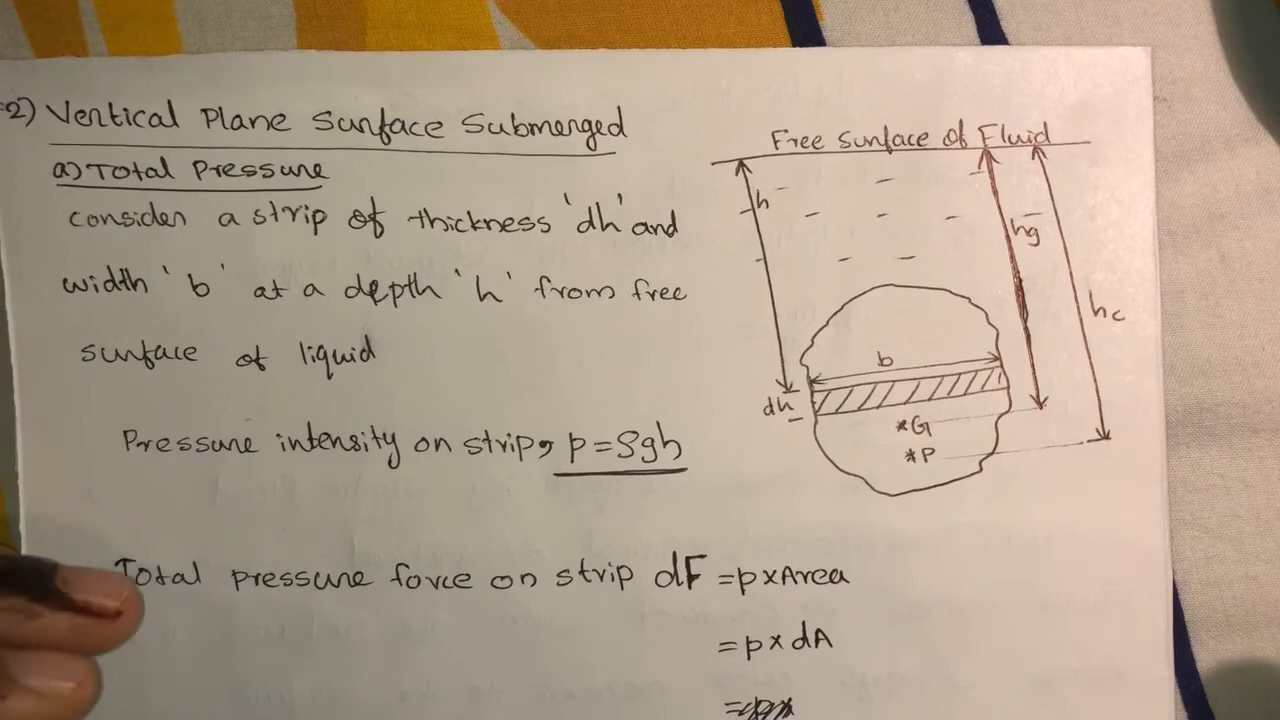 2) Vertical Plane Surface Submerged
a) Total Pressure
consider a strip of thickness 'dh' and
width 'b' at a depth 'h' from free
surface of liquid
Pressure intensity on strip, p=ρgh
Total pressure force on strip dF = p×Area
= p×dA
=
Free Surface of Fluid
h
hg
hc
b
dh
*G
*P